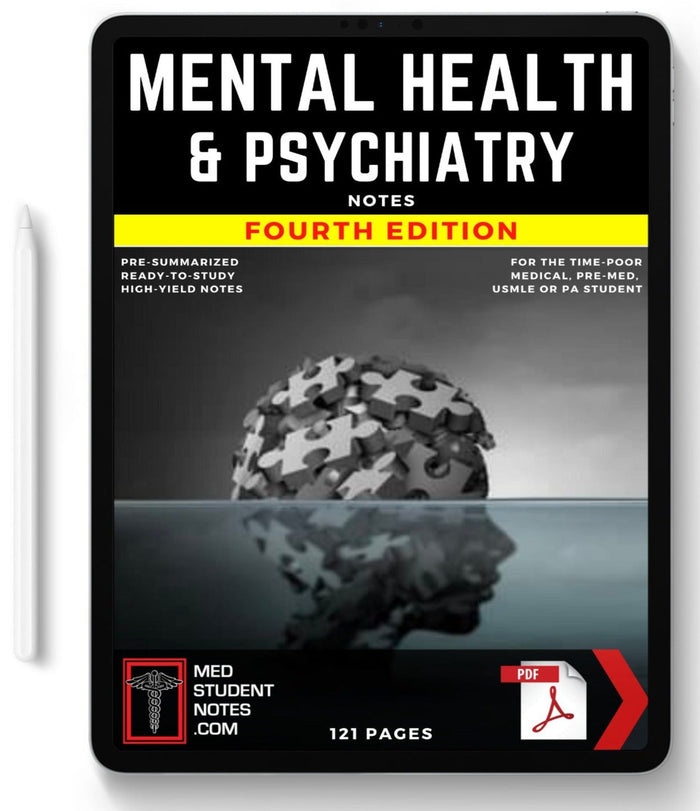 MENTAL HEALTH
& PSYCHIATRY
NOTES
FOURTH EDITION
PRE-SUMMARIZED
READY-TO-STUDY
HIGH-YIELD NOTES
FOR THE TIME-POOR
MEDICAL, PRE-MED,
USMLE OR PA STUDENT
MED
STUDENT
NOTES
.COM
121 PAGES
PDF